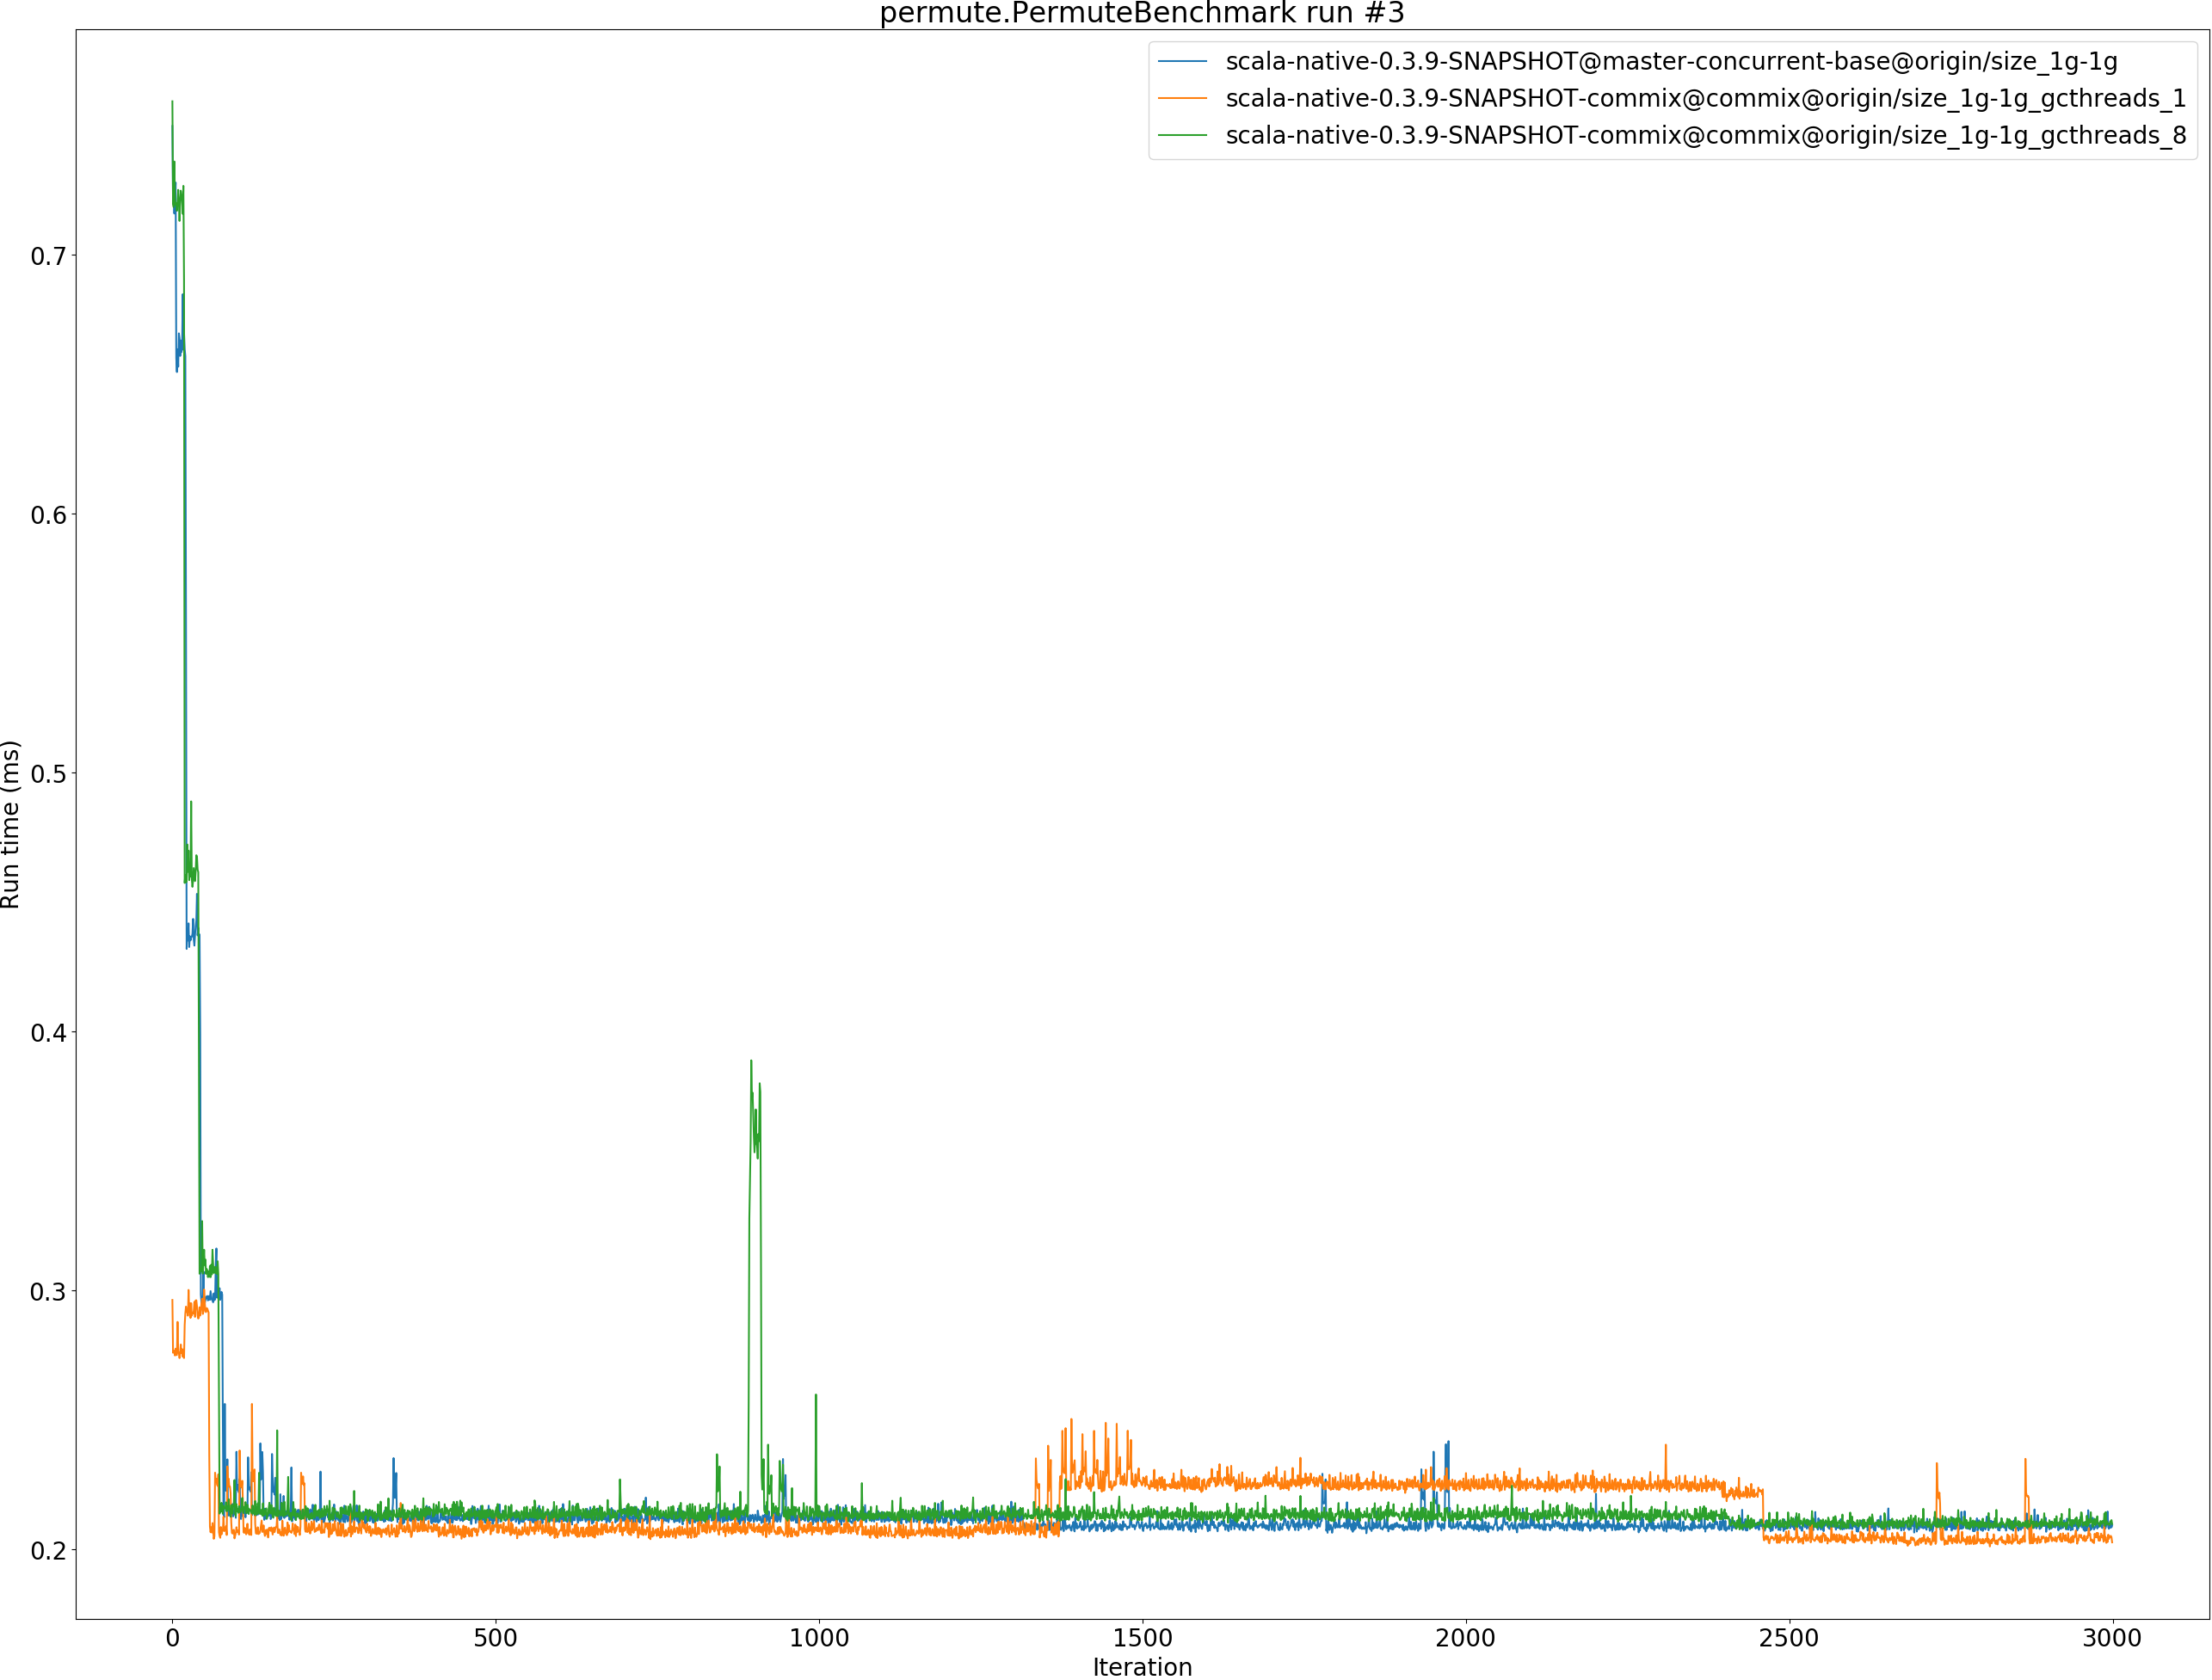 permute.PermuteBenchmark run #3
scala-native-0.3.9-SNAPSHOT@master-concurrent-base@origin/size_1g-1g
scala-native-0.3.9-SNAPSHOT-commix@commix@origin/size_1g-1g_gcthreads_1
scala-native-0.3.9-SNAPSHOT-commix@commix@origin/size_1g-1g_gcthreads_8
Run time (ms)
0.7
0.6
0.5
0.4
0.3
0.2
0 500 1000 1500 2000 2500 3000
Iteration